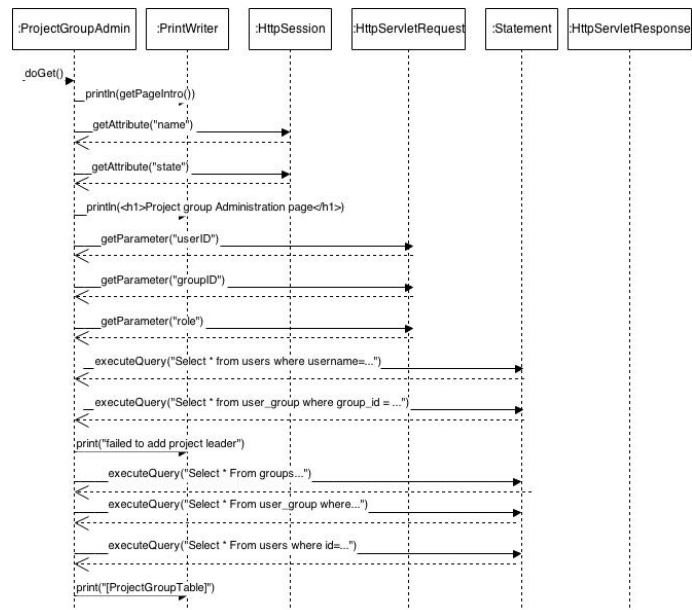 :ProjectGroupAdmin :PrintWriter :HttpSession :HttpServletRequest :Statement :HttpServletResponse
doGet()
println(getPageIntro())
getAttribute("name")
getAttribute("state")
println(<h1>Project group Administration page</h1>)
getParameter("userID")
getParameter("groupID")
getParameter("role")
executeQuery("Select * from users where username=...")
executeQuery("Select * from user_group where group_id = ...")
print("failed to add project leader")
executeQuery("Select * From groups...")
executeQuery("Select * From user_group where...")
executeQuery("Select * From users where id=...")
print("[ProjectGroupTable]")